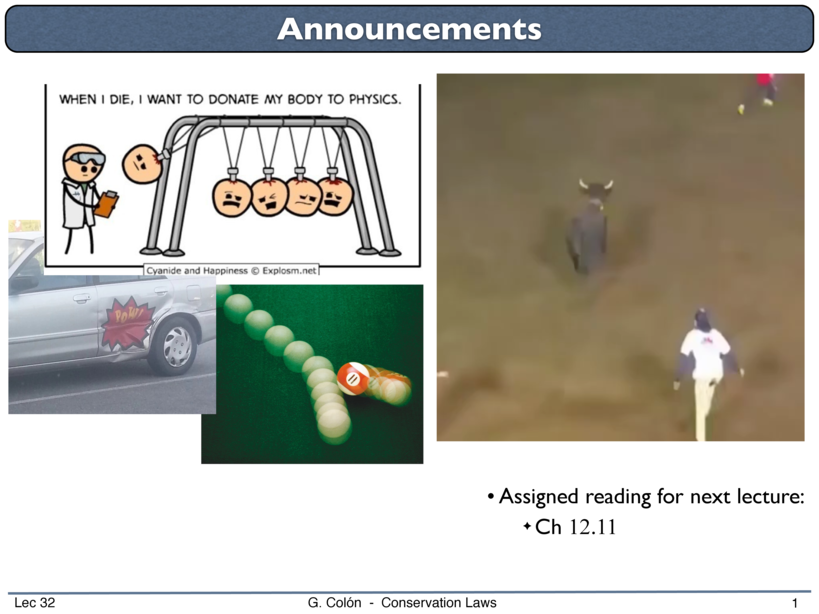 Announcements
WHEN I DIE, I WANT TO DONATE MY BODY TO PHYSICS.
Cyanide and Happiness © Explosm.net
POW!
11
• Assigned reading for next lecture:
✦ Ch 12.11
Lec 32
G. Colón - Conservation Laws
1